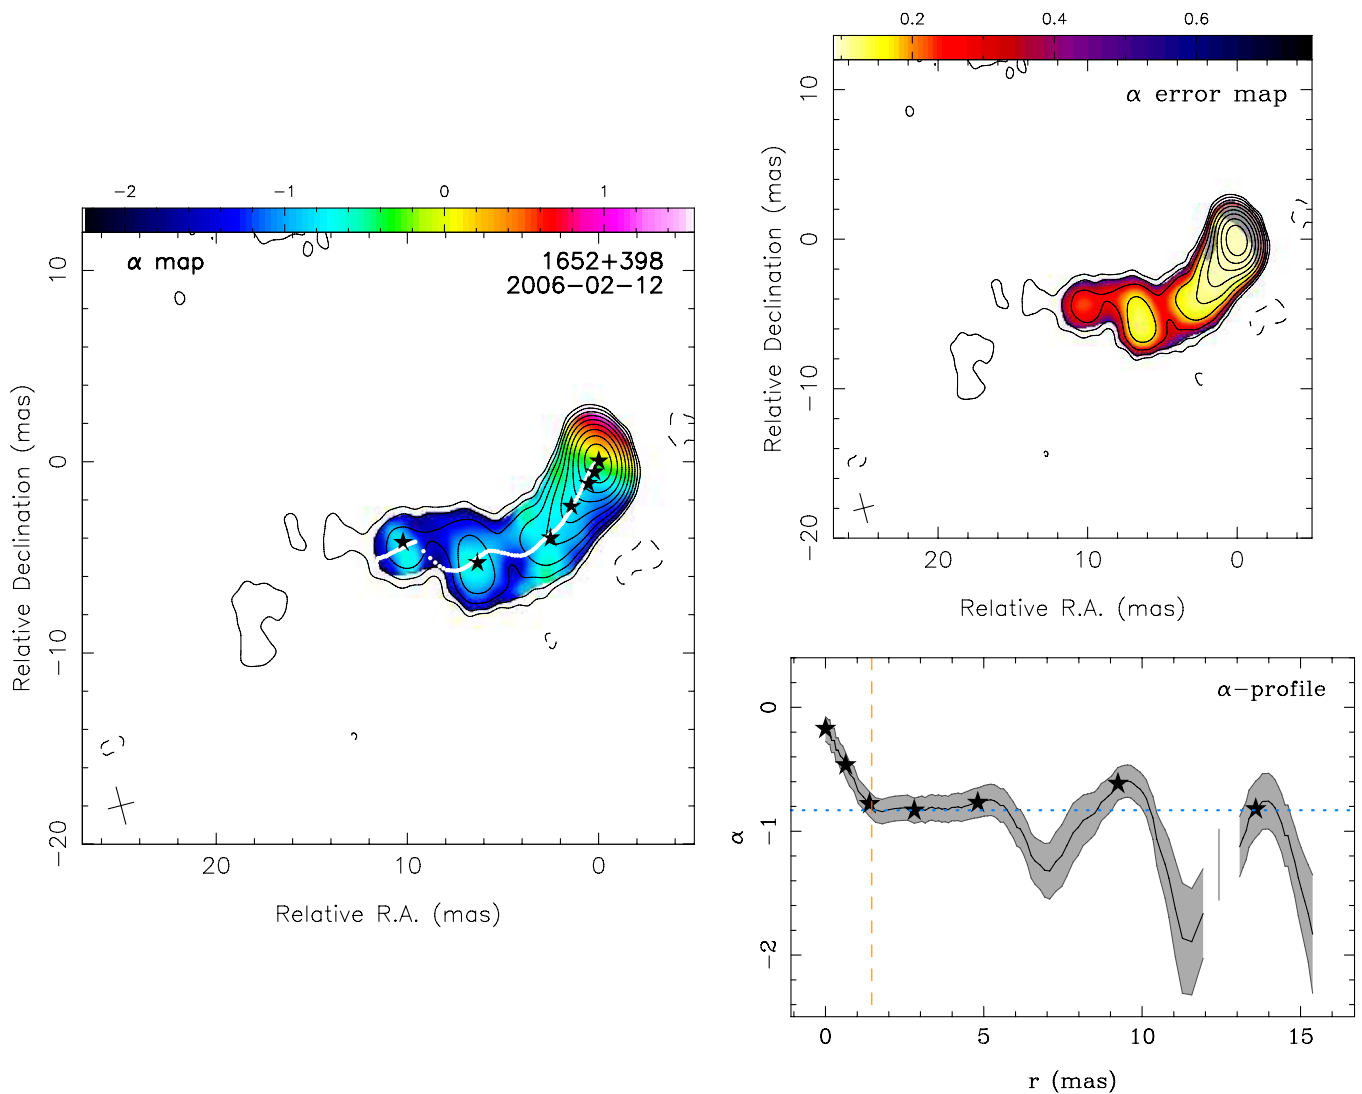 −2 −1 0 1
α map
1652+398
2006−02−12
10
0
−10
−20
Relative Declination (mas)
20 10 0
Relative R.A. (mas)
0.2 0.4 0.6
α error map
10
0
−10
−20
Relative Declination (mas)
20 10 0
Relative R.A. (mas)
α−profile
0
−1
−2
α
0 5 10 15
r (mas)